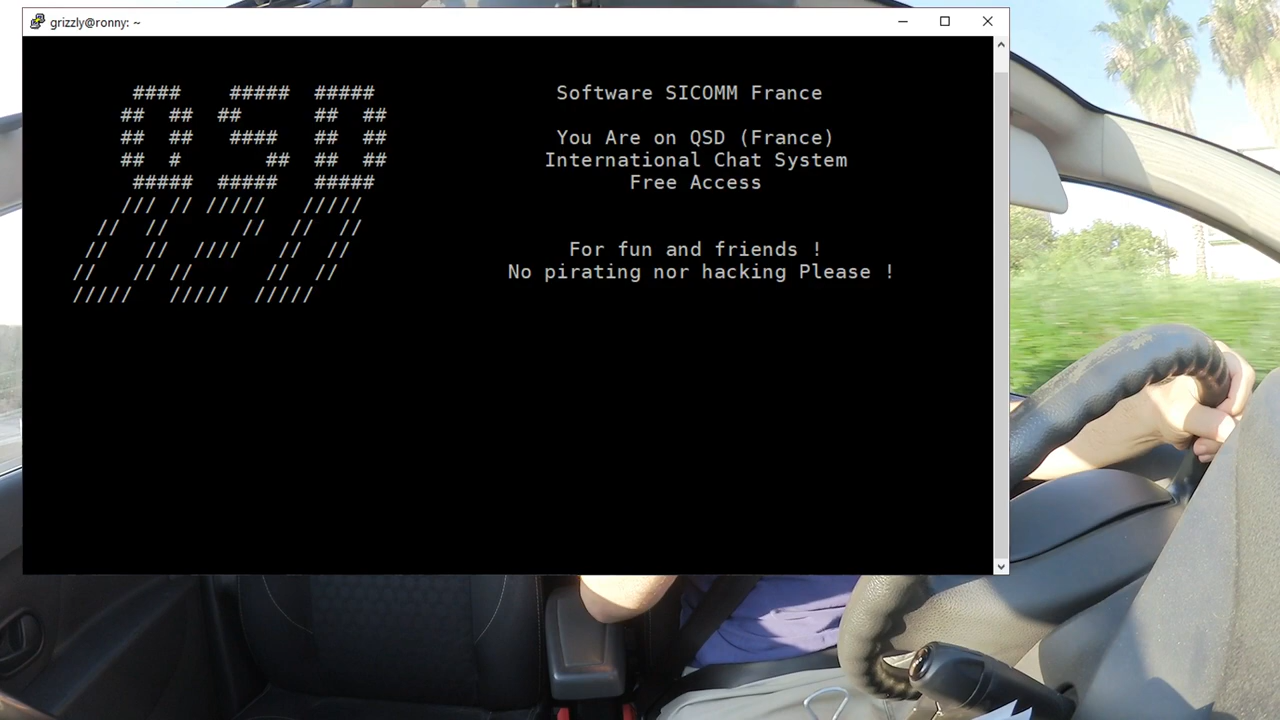 grizzly@ronny: ~
QSD
Software SICOMM France
You Are on QSD (France)
International Chat System
Free Access
For fun and friends !
No pirating nor hacking Please !